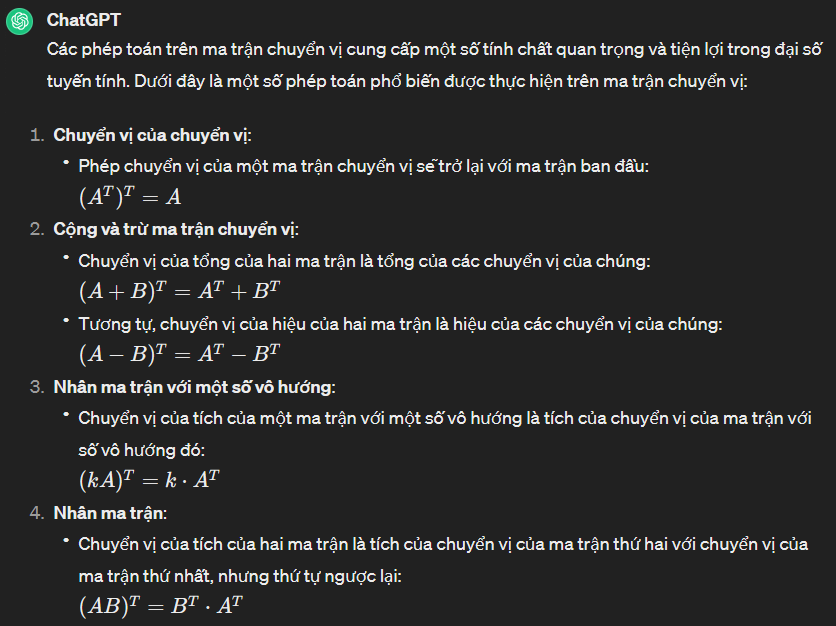 ChatGPT
Các phép toán trên ma trận chuyển vị cung cấp một số tính chất quan trọng và tiện lợi trong đại số
tuyến tính. Dưới đây là một số phép toán phổ biến được thực hiện trên ma trận chuyển vị:
1. Chuyển vị của chuyển vị:
• Phép chuyển vị của một ma trận chuyển vị sẽ trở lại với ma trận ban đầu:
(A^T)^T = A
2. Cộng và trừ ma trận chuyển vị:
• Chuyển vị của tổng của hai ma trận là tổng của các chuyển vị của chúng:
(A + B)^T = A^T + B^T
• Tương tự, chuyển vị của hiệu của hai ma trận là hiệu của các chuyển vị của chúng:
(A − B)^T = A^T − B^T
3. Nhân ma trận với một số vô hướng:
• Chuyển vị của tích của một ma trận với một số vô hướng là tích của chuyển vị của ma trận với
số vô hướng đó:
(kA)^T = k · A^T
4. Nhân ma trận:
• Chuyển vị của tích của hai ma trận là tích của chuyển vị của ma trận thứ hai với chuyển vị của
ma trận thứ nhất, nhưng thứ tự ngược lại:
(AB)^T = B^T · A^T